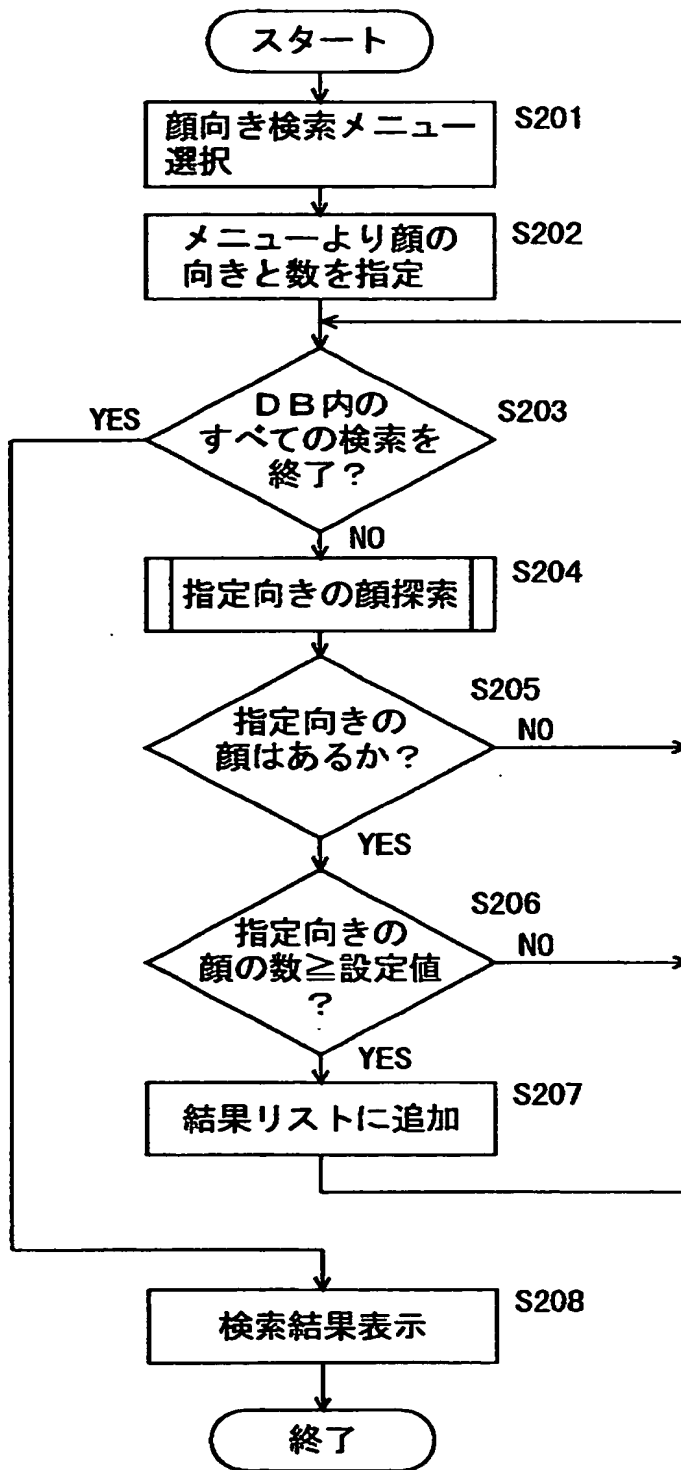 スタート
顔向き検索メニュー
選択
S201
メニューより顔の
向きと数を指定
S202
DB内の
すべての検索を
終了?
S203
YES
NO
指定向きの顔探索
S204
指定向きの
顔はあるか?
S205
NO
YES
指定向きの
顔の数≧設定値
?
S206
NO
YES
結果リストに追加
S207
検索結果表示
S208
終了